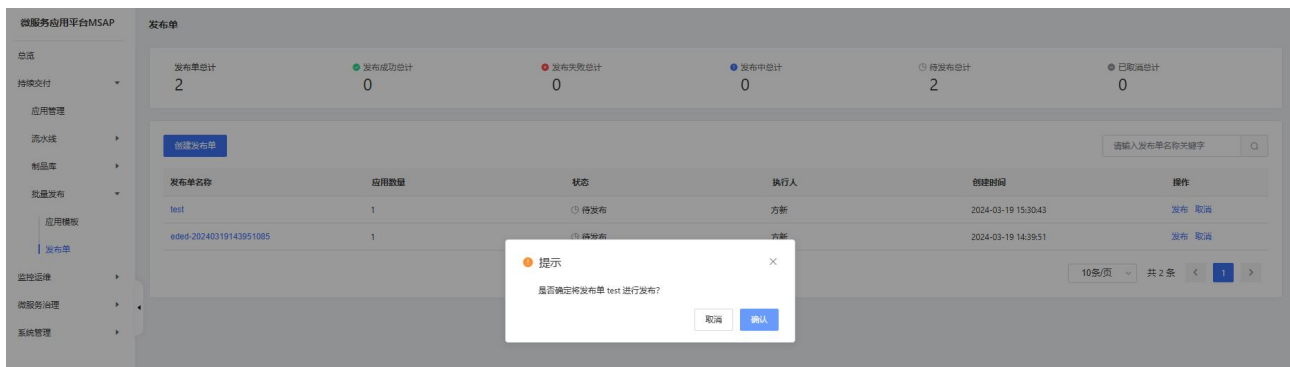 微服务应用平台MSAP
发布单
总览
持续交付
应用管理
流水线
制品库
批量发布
应用模板
发布单
监控运维
微服务治理
系统管理
发布单总计 发布成功总计 发布失败总计 发布中总计 待发布总计 已取消总计
2 0 0 0 2 0
创建发布单 请输入发布单名称关键字
发布单名称 应用数量 状态 执行人 创建时间 操作
test 1 待发布 方新 2024-03-19 15:30:43 发布 取消
eded-20240319143951085 1 待发布 方新 2024-03-19 14:39:51 发布 取消
10条/页 共 2 条 1
提示
是否确定将发布单 test 进行发布?
取消 确认